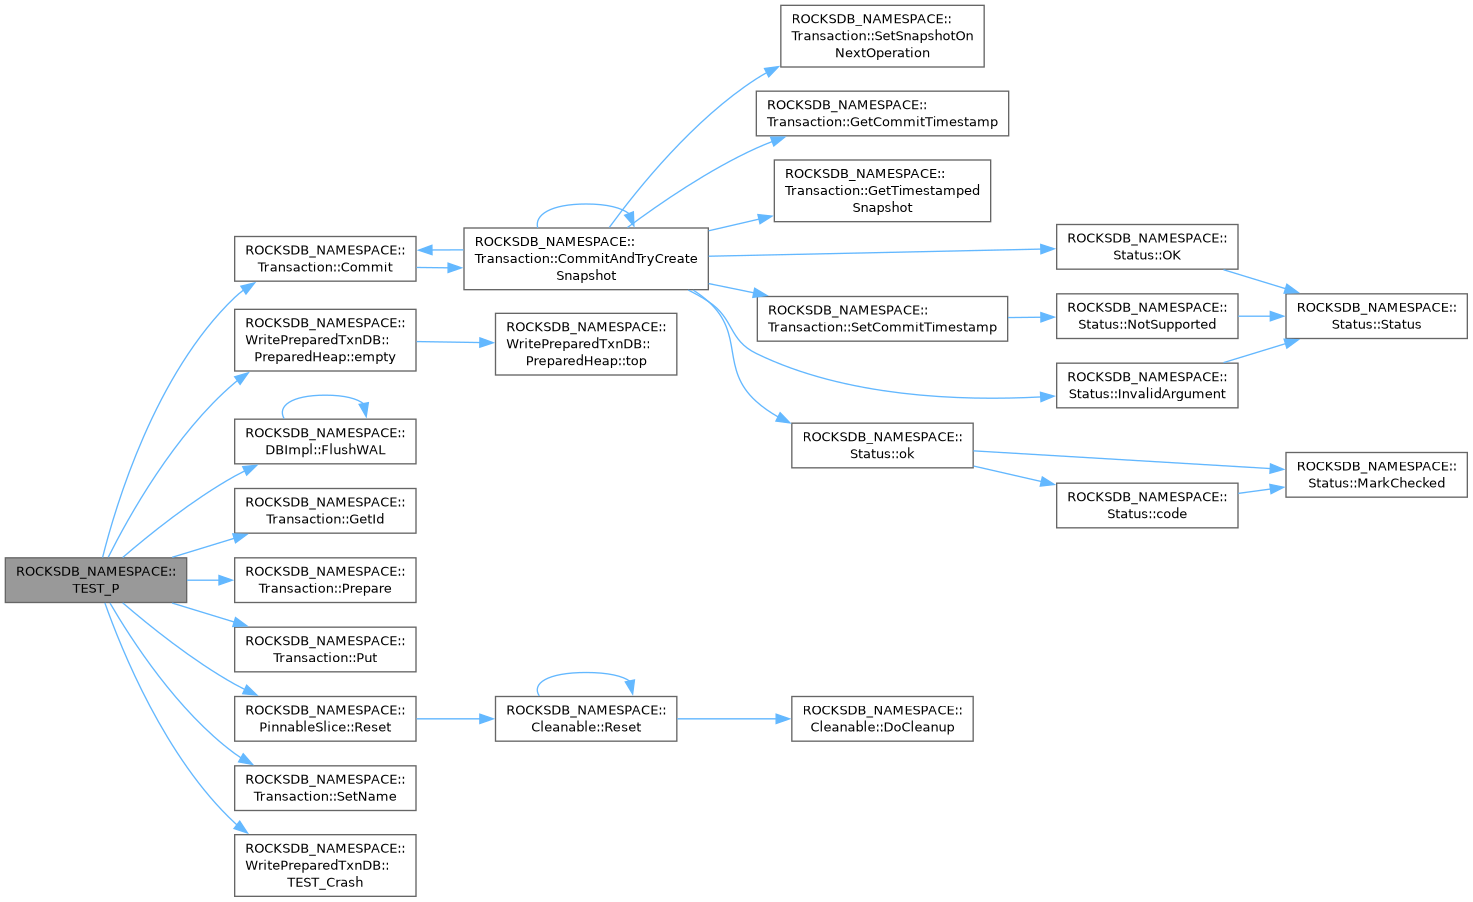 ROCKSDB_NAMESPACE::
TEST_P
ROCKSDB_NAMESPACE::
Transaction::Commit
ROCKSDB_NAMESPACE::
WritePreparedTxnDB::
PreparedHeap::empty
ROCKSDB_NAMESPACE::
DBImpl::FlushWAL
ROCKSDB_NAMESPACE::
Transaction::GetId
ROCKSDB_NAMESPACE::
Transaction::Prepare
ROCKSDB_NAMESPACE::
Transaction::Put
ROCKSDB_NAMESPACE::
PinnableSlice::Reset
ROCKSDB_NAMESPACE::
Transaction::SetName
ROCKSDB_NAMESPACE::
WritePreparedTxnDB::
TEST_Crash
ROCKSDB_NAMESPACE::
Transaction::CommitAndTryCreate
Snapshot
ROCKSDB_NAMESPACE::
WritePreparedTxnDB::
PreparedHeap::top
ROCKSDB_NAMESPACE::
Cleanable::Reset
ROCKSDB_NAMESPACE::
Transaction::SetSnapshotOn
NextOperation
ROCKSDB_NAMESPACE::
Transaction::GetCommitTimestamp
ROCKSDB_NAMESPACE::
Transaction::GetTimestamped
Snapshot
ROCKSDB_NAMESPACE::
Transaction::SetCommitTimestamp
ROCKSDB_NAMESPACE::
Status::ok
ROCKSDB_NAMESPACE::
Cleanable::DoCleanup
ROCKSDB_NAMESPACE::
Status::OK
ROCKSDB_NAMESPACE::
Status::NotSupported
ROCKSDB_NAMESPACE::
Status::InvalidArgument
ROCKSDB_NAMESPACE::
Status::code
ROCKSDB_NAMESPACE::
Status::Status
ROCKSDB_NAMESPACE::
Status::MarkChecked